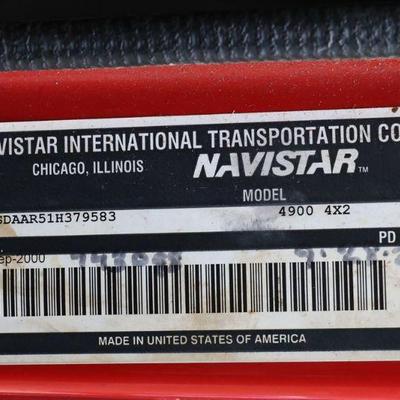 VISTAR INTERNATIONAL TRANSPORTATION CO
CHICAGO, ILLINOIS NAVISTAR™
MODEL
SDAAR51H379583 4900 4X2
PD
ep-2000
MADE IN UNITED STATES OF AMERICA